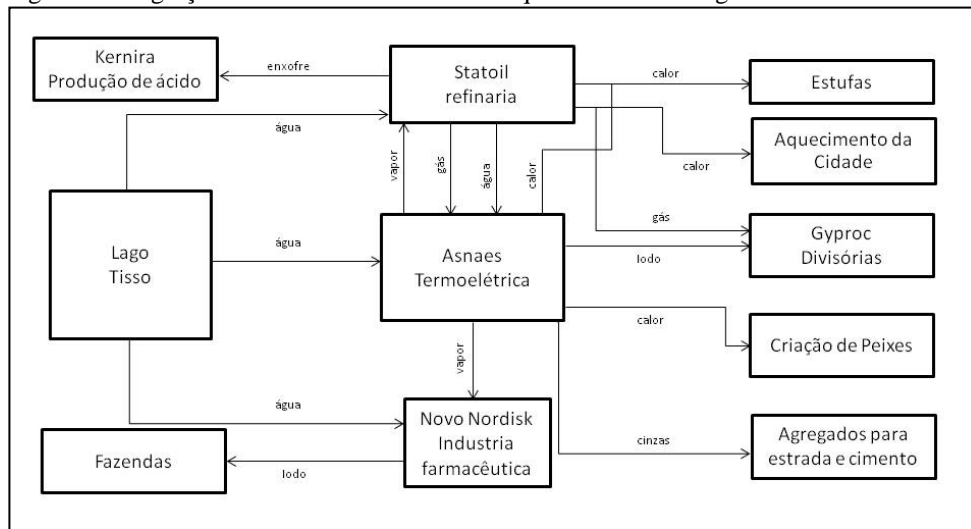 Kernira
Produção de ácido
enxofre
Statoil
refinaria
calor
Estufas
água
vapor
gás
água
calor
calor
Aquecimento da
Cidade
Lago
Tisso
água
Asnaes
Termoelétrica
gás
lodo
Gyproc
Divisórias
calor
Criação de Peixes
vapor
água
Novo Nordisk
Industria
farmacêutica
cinzas
Agregados para
estrada e cimento
Fazendas
lodo